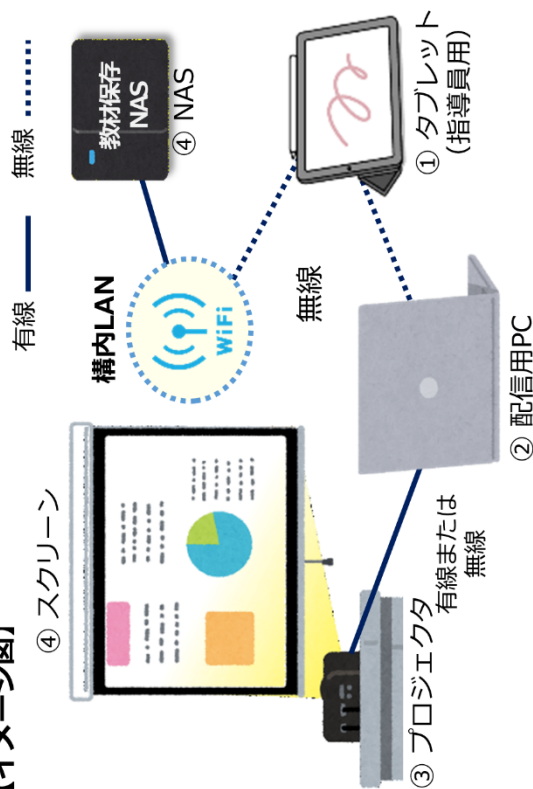 【イメージ図】
有線
無線
④ スクリーン
構内LAN
WiFi
教材保存
NAS
④ NAS
無線
③ プロジェクタ
有線または
無線
② 配信用PC
① タブレット
(指導員用)